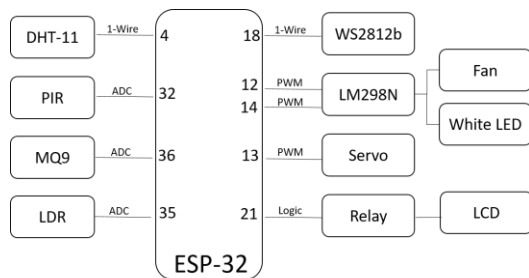 DHT-11 1-Wire 4 18 1-Wire WS2812b
PIR ADC 32 12 PWM LM298N Fan
14 PWM White LED
MQ9 ADC 36 13 PWM Servo
LDR ADC 35 21 Logic Relay LCD
ESP-32